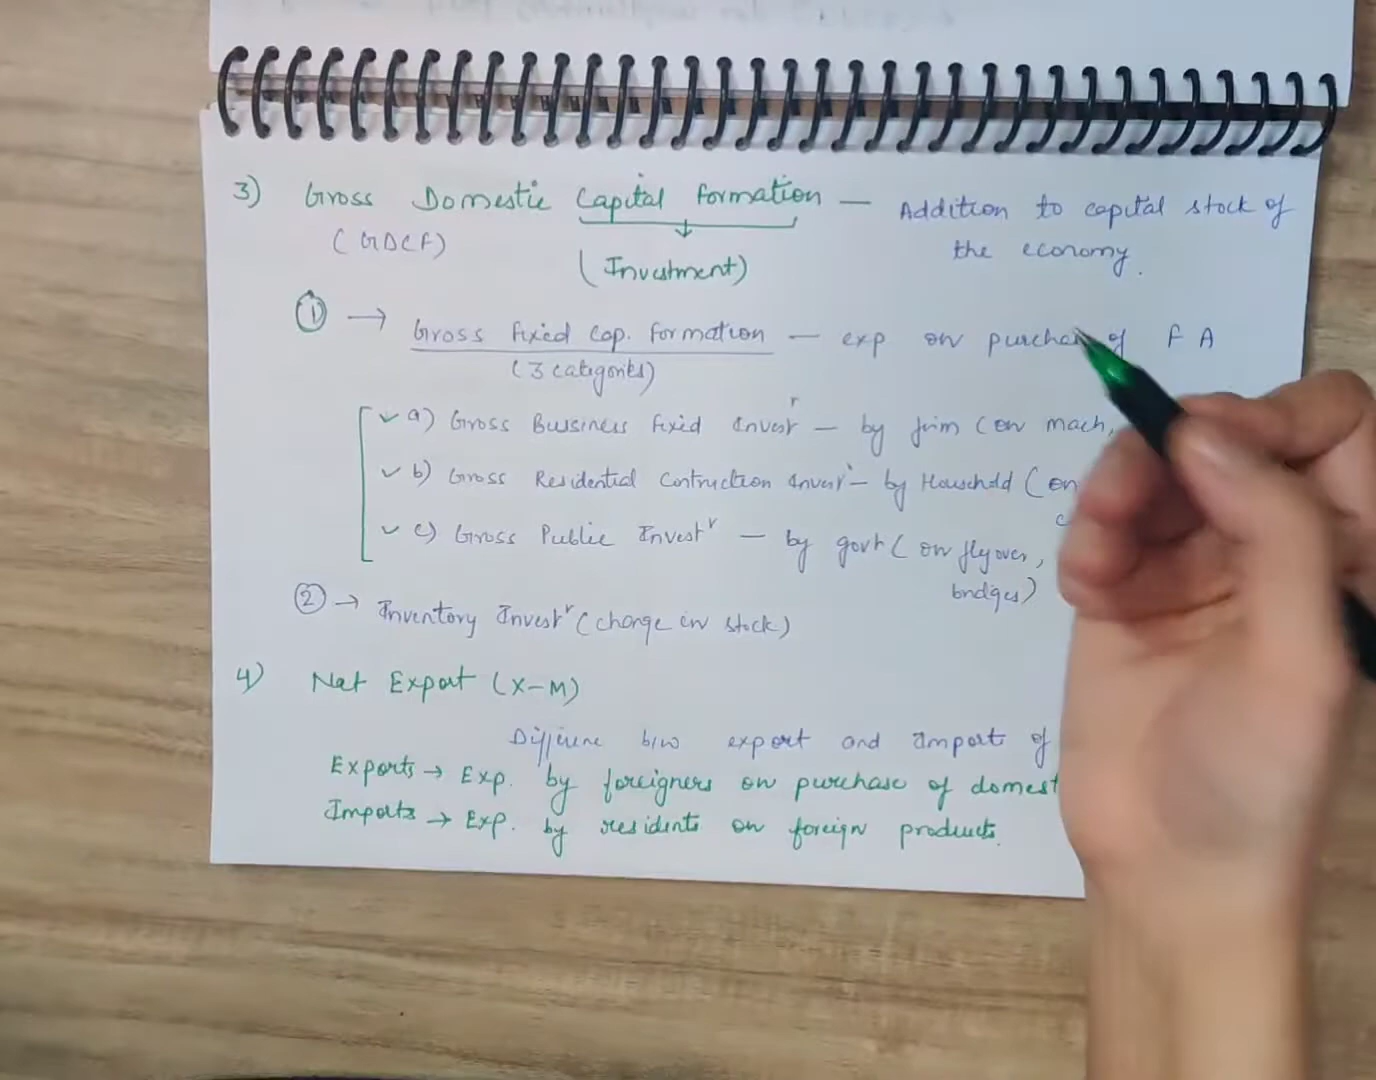 3) Gross Domestic Capital formation — Addition to capital stock of
(GDCF) the economy.
(Investment)
① → Gross fixed Cap. formation — exp on purchase of F A
(3 categories)
a) Gross Business fixed Invesᵗ — by firm (on mach,
b) Gross Residential Contruction Invesᵗ — by Household (on
c) Gross Public Investʳ — by govt (on flyover,
bridges)
② → Inventory Investʳ (change in stock)
4) Net Export (X-M)
Differene b/w export and import of
Exports → Exp. by foreigners on purchase of
Imports → Exp. by residents on foreign products.